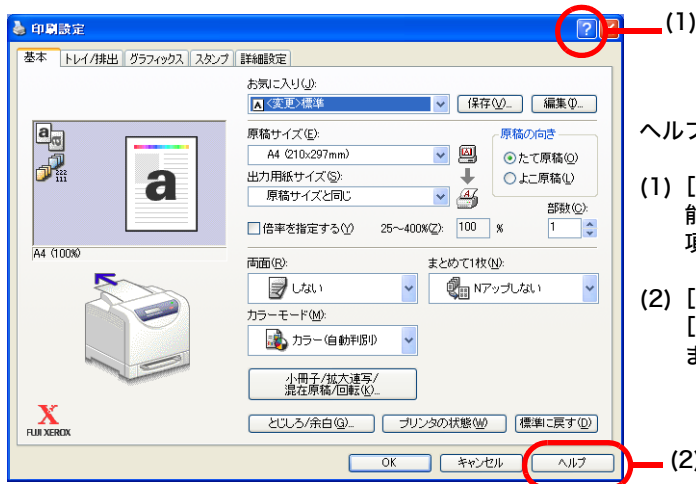 印刷設定
(1)
基本 トレイ/排出 グラフィックス スタンプ 詳細設定
お気に入り(J):
<変更>標準 保存(V)... 編集(I)...
原稿サイズ(E): 原稿の向き
A4 (210x297mm) たて原稿(O)
出力用紙サイズ(S): よこ原稿(L)
原稿サイズと同じ
部数(C):
倍率を指定する(Y) 25~400%(Z): 100 % 1
A4 (100%)
両面(R): まとめて1枚(N):
しない Nアップしない
カラーモード(M):
カラー(自動判別)
小冊子/拡大連写/
混在原稿/回転(K)...
とじしろ/余白(G)... プリンタの状態(W) 標準に戻す(D)
FUJI XEROX
OK キャンセル ヘルプ
ヘルプ
(1) [
能
項
(2) [
[
ま
(2)